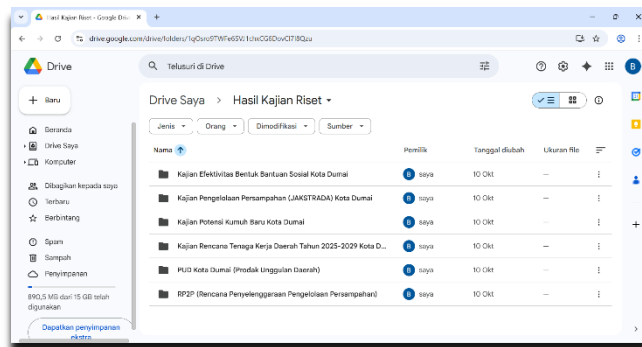 Hasil Kajian Riset - Google Drive
drive.google.com/drive/folders/
Drive
Telusuri di Drive
B
Baru
Drive Saya > Hasil Kajian Riset
Jenis Orang Dimodifikasi Sumber
Beranda
Drive Saya
Komputer
Dibagikan kepada saya
Terbaru
Berbintang
Spam
Sampah
Penyimpanan
890,5 MB dari 15 GB telah
digunakan
Dapatkan penyimpanan
ekstra
Nama Pemilik Tanggal diubah Ukuran file
Kajian Efektivitas Bentuk Bantuan Sosial Kota Dumai B saya 10 Okt —
Kajian Pengelolaan Persampahan (JAKSTRADA) Kota Dumai B saya 10 Okt —
Kajian Potensi Kumuh Baru Kota Dumai B saya 10 Okt —
Kajian Rencana Tenaga Kerja Daerah Tahun 2025-2029 Kota D... B saya 10 Okt —
PUD Kota Dumai (Prodak Unggulan Daerah) B saya 10 Okt —
RP2P (Rencana Penyelenggaraan Pengelolaan Persampahan) B saya 10 Okt —